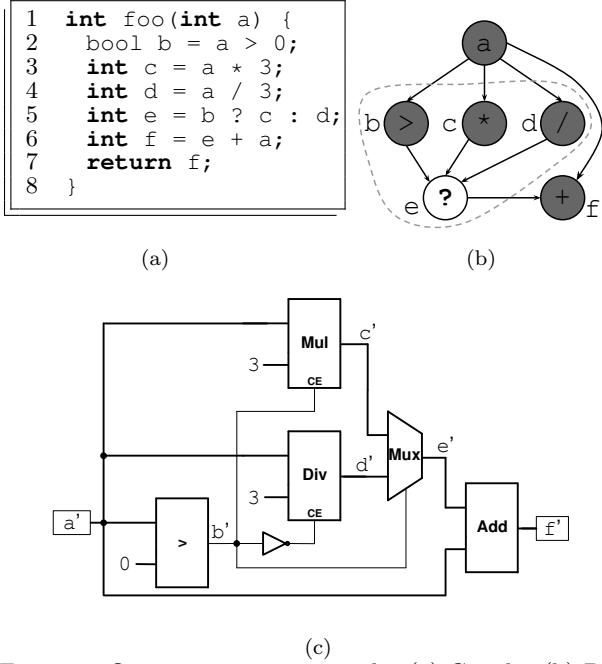 1 int foo(int a) {
2 bool b = a > 0;
3 int c = a * 3;
4 int d = a / 3;
5 int e = b ? c : d;
6 int f = e + a;
7 return f;
8 }
a
b > c * d /
e ? + f
(a) (b)
Mul
3
CE
c'
Div
3
CE
d'
Mux
e'
a'
>
0
b'
Add
f'
(c)